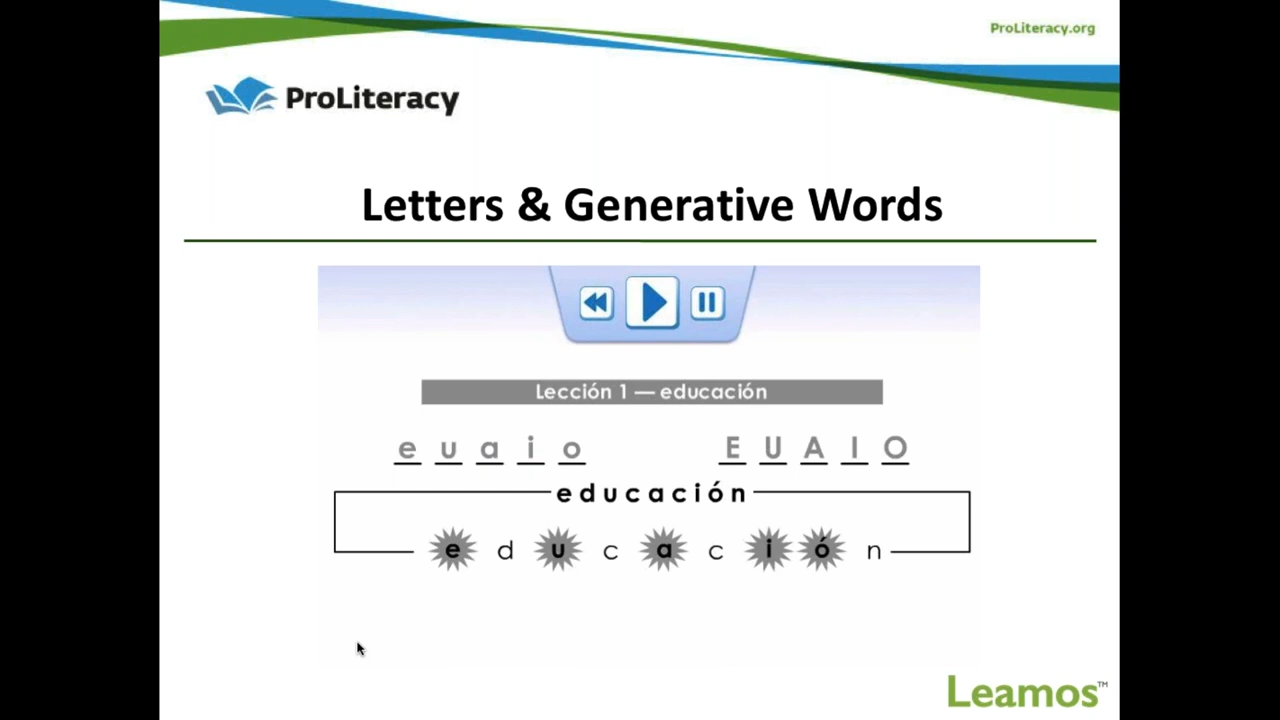 ProLiteracy.org
ProLiteracy
Letters & Generative Words
Lección 1 — educación
e u a i o E U A I O
educación
e d u c a c i ó n
Leamos™